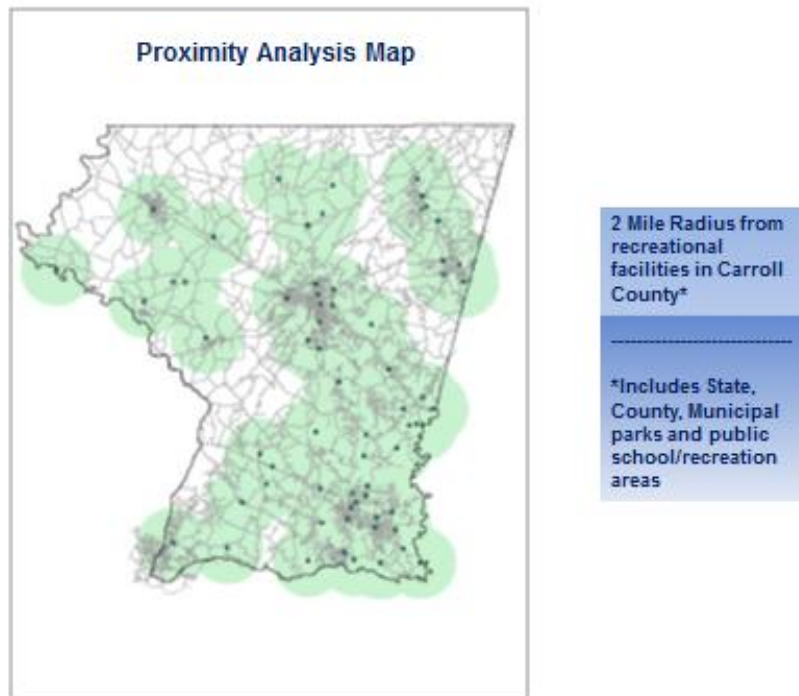 Proximity Analysis Map
2 Mile Radius from
recreational
facilities in Carroll
County*
------------------------------
*Includes State,
County, Municipal
parks and public
school/recreation
areas